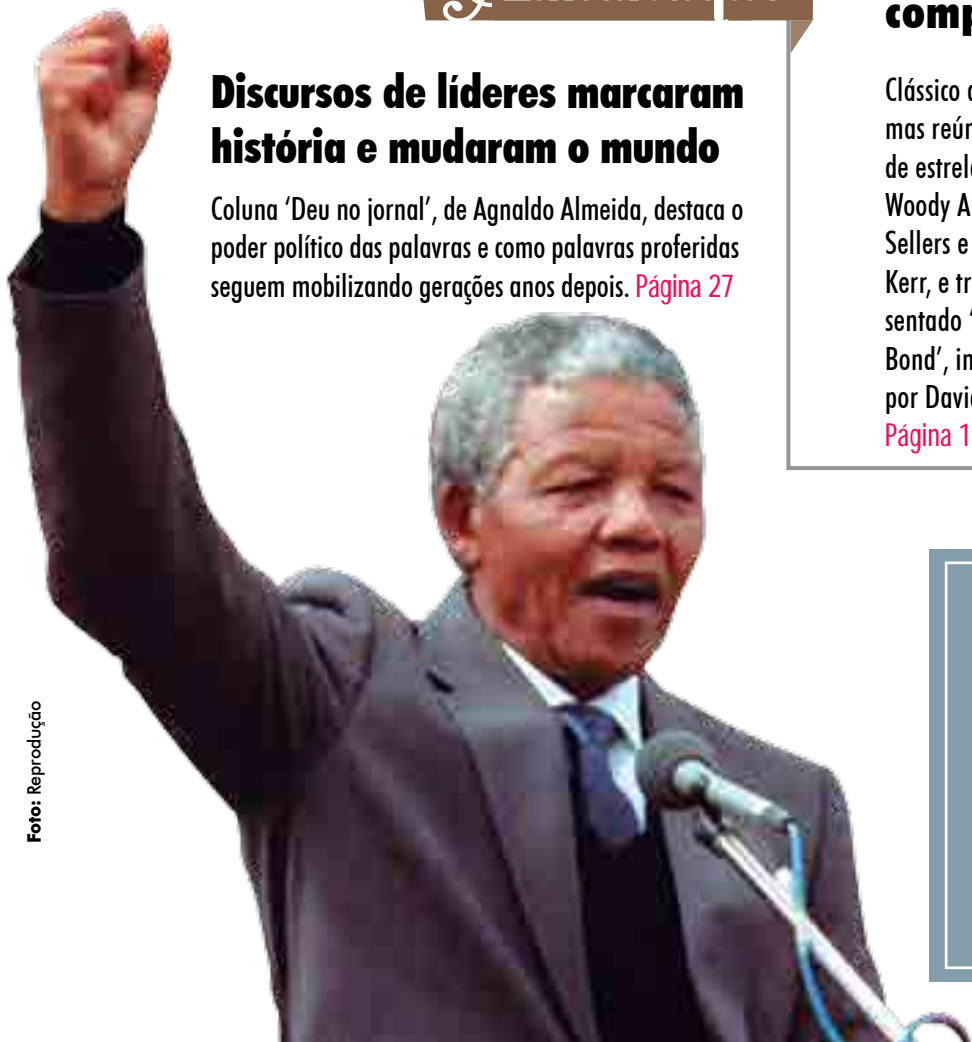 Discursos de líderes marcaram
história e mudaram o mundo
Coluna ‘Deu no jornal’, de Agnaldo Almeida, destaca o
poder político das palavras e como palavras proferidas
seguem mobilizando gerações anos depois. Página 27
Clássico
mas reún
de estrel
Woody A
Sellers e
Kerr, e tr
sentado ‘
Bond’, in
por Davi
Página 1
Foto: Reprodução